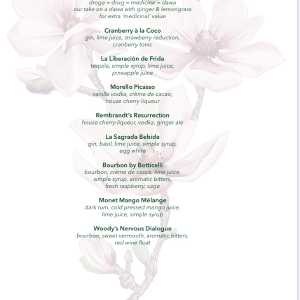 droga = drug = medicine = dawa
our take on a dawa with ginger & lemongrass
for extra 'medicinal' value
Cranberry à la Coco
gin, lime juice, strawberry reduction,
cranberry tonic
La Liberación de Frida
tequila, simple syrup, lime juice,
pineapple juice
Morello Picasso
vanilla vodka, crème de cacao,
house cherry liqueur
Rembrandt's Resurrection
house cherry liqueur, vodka, ginger ale
La Sagrada Bebida
gin, basil, lime juice, simple syrup,
egg white
Bourbon by Botticelli
bourbon, crème de cassis, lime juice
simple syrup, aromatic bitters,
fresh raspberry, sage
Monet Mango Mélange
dark rum, cold pressed mango juice
lime juice, simple syrup
Woody's Nervous Dialogue
bourbon, sweet vermouth, aromatic bitters,
red wine float